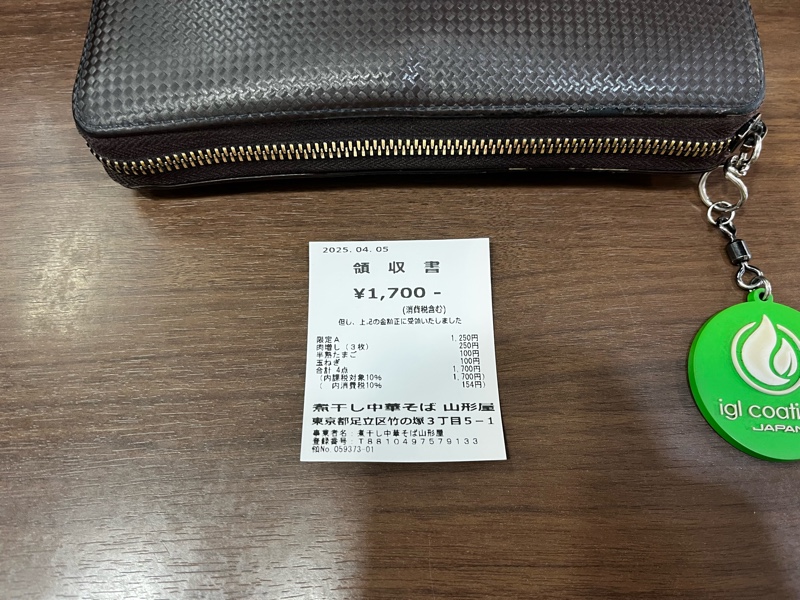 2025.04.05
領収書
¥1,700-
(消費税含む)
但し、上記の金額正に受領いたしました
限定A 1,250円
肉増し(3枚) 250円
半熟たまご 100円
玉ねぎ 100円
合計 4点 1,700円
(内課税対象10% 1,700円)
( 内消費税10% 154円)
煮干し中華そば 山形屋
東京都足立区竹の塚3丁目5-1
事業者名:煮干し中華そば山形屋
登録番号:T8810497579133
No.059373-01
igl coati
JAPAN